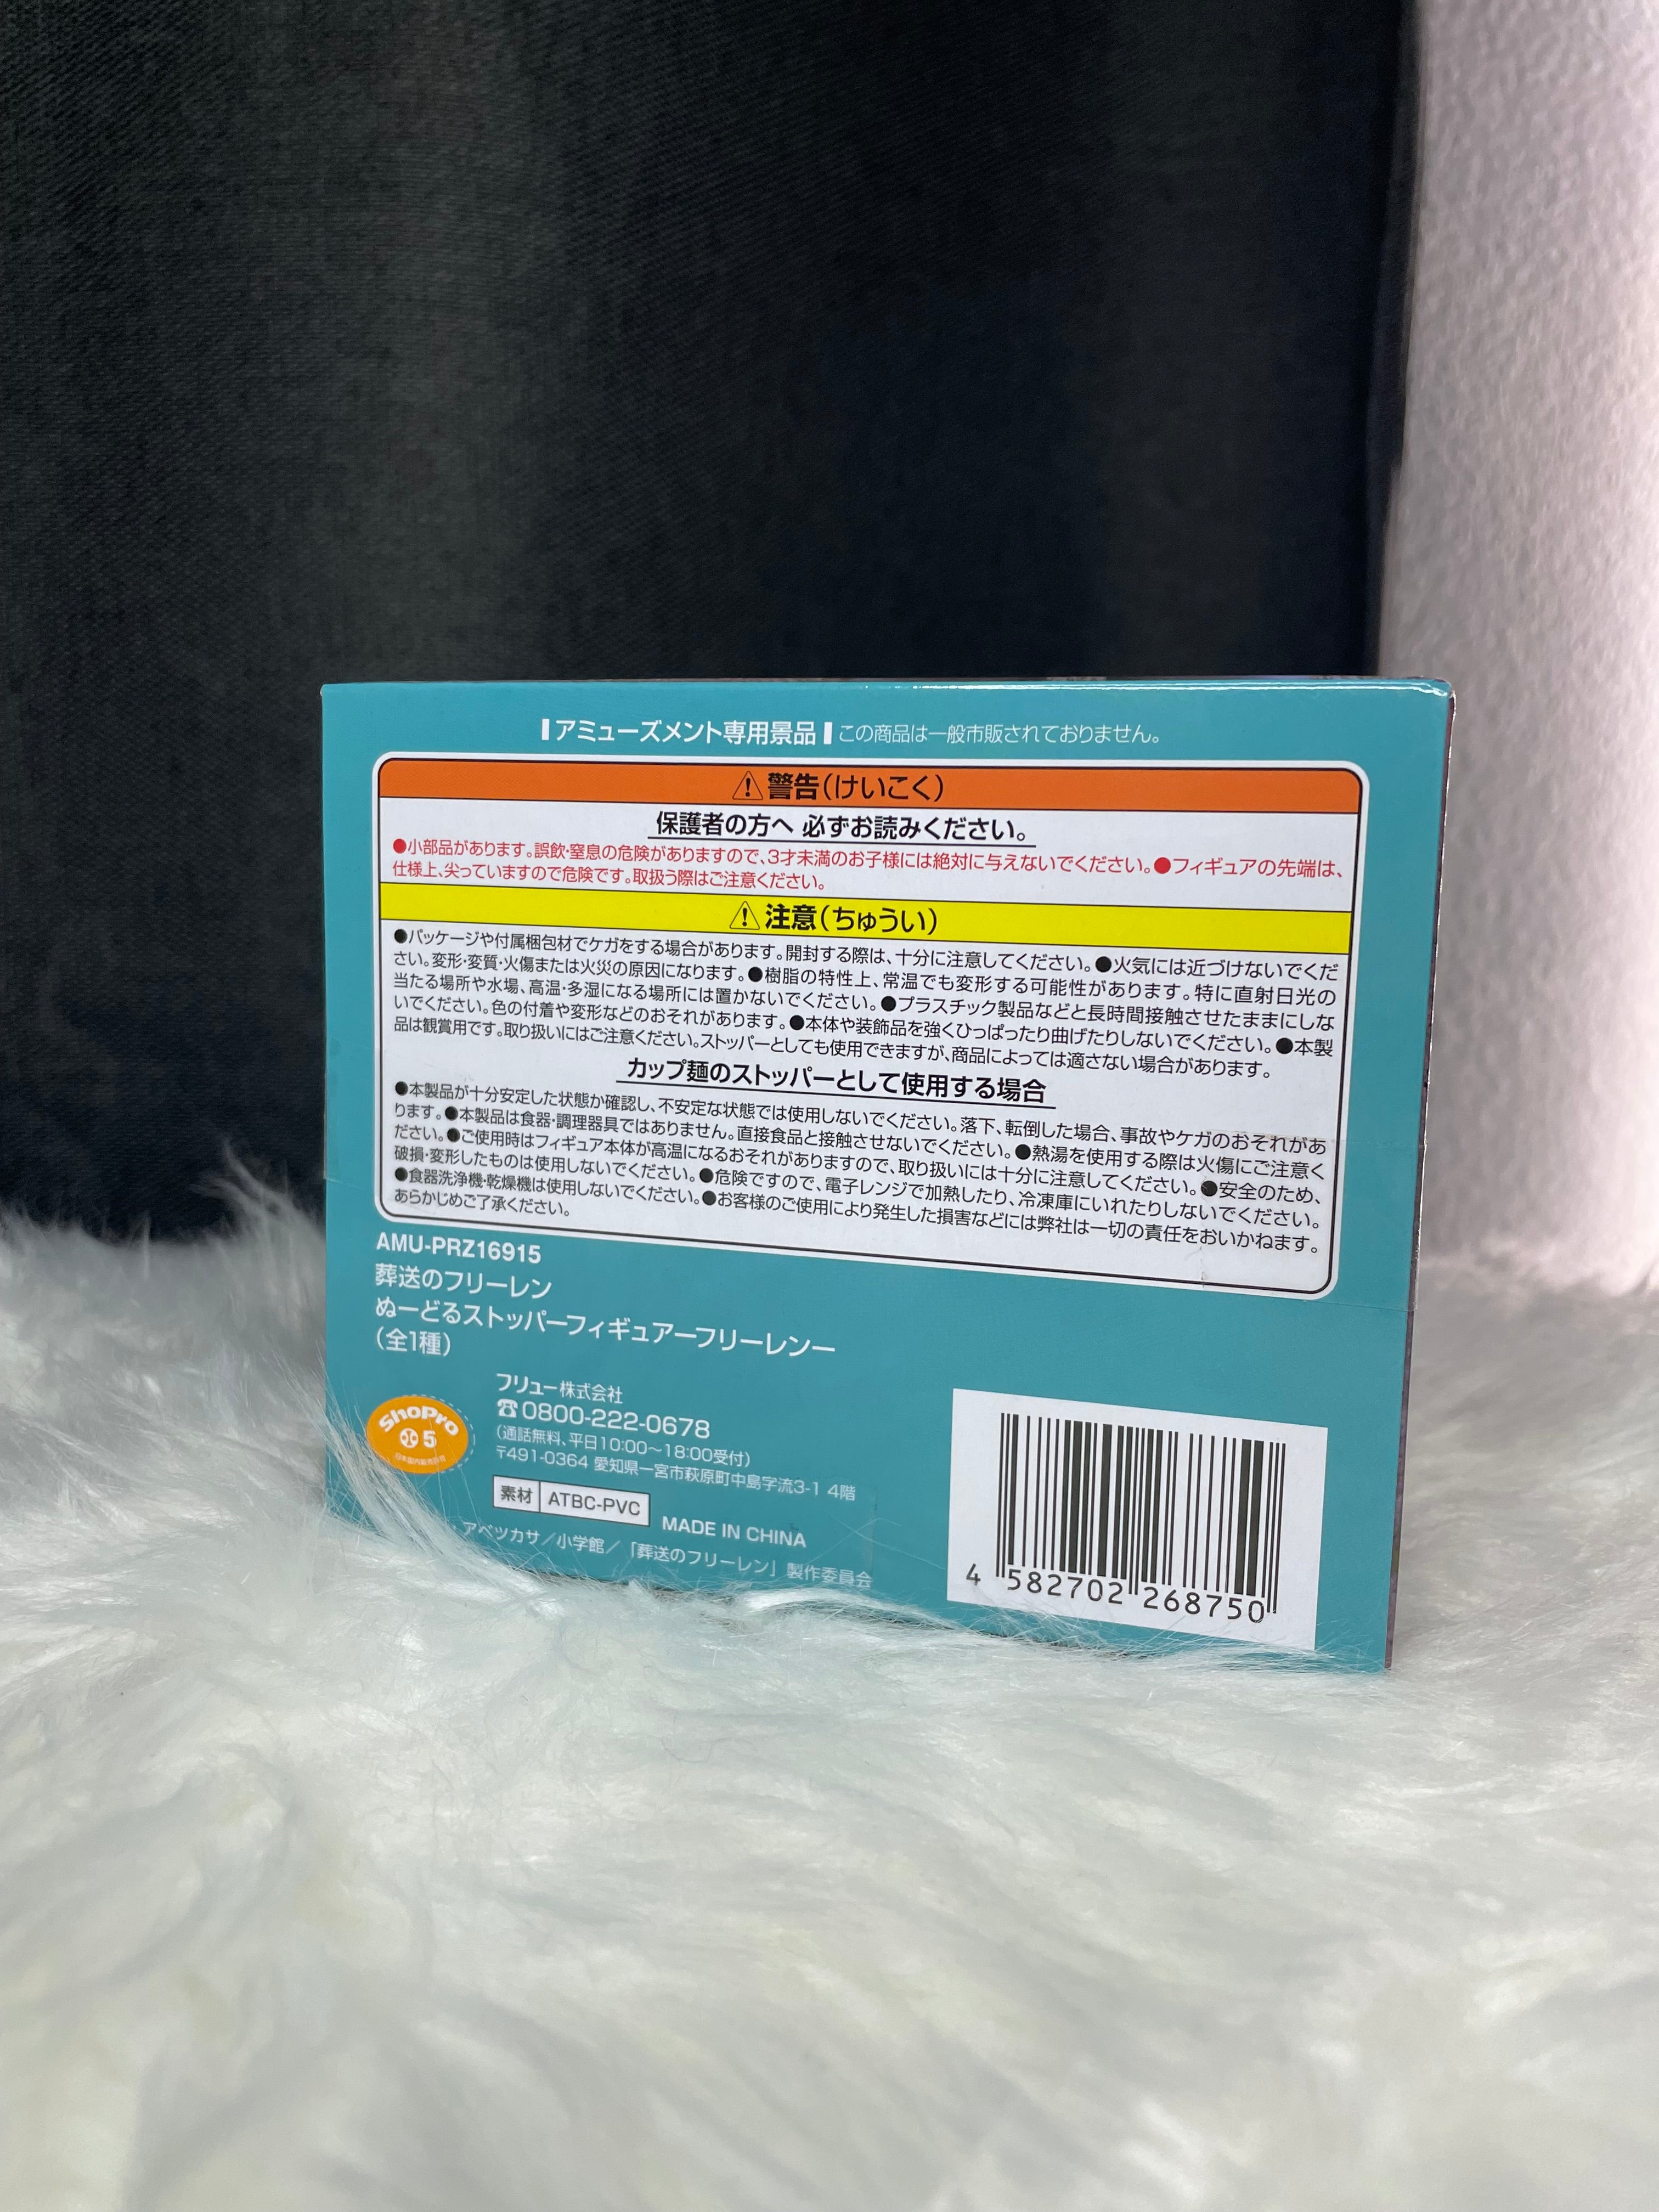 アミューズメント専用景品 この商品は一般市販されておりません。
⚠警告(けいこく)
保護者の方へ 必ずお読みください。
●小部品があります。誤飲・窒息の危険がありますので、3才未満のお子様には絶対に与えないでください。●フィギュアの先端は、
仕様上、尖っていますので危険です。取扱う際はご注意ください。
⚠注意(ちゅうい)
●パッケージや付属梱包材でケガをする場合があります。開封する際は、十分に注意してください。●火気には近づけないでくだ
さい。変形・変質・火傷または火災の原因になります。●樹脂の特性上、常温でも変形する可能性があります。特に直射日光の
当たる場所や水場、高温・多湿になる場所には置かないでください。●プラスチック製品などと長時間接触させたままにしな
いでください。色の付着や変形などのおそれがあります。●本体や装飾品を強くひっぱったり曲げたりしないでください。●本製
品は観賞用です。取り扱いにはご注意ください。ストッパーとしても使用できますが、商品によっては適さない場合があります。
カップ麺のストッパーとして使用する場合
●本製品が十分安定した状態か確認し、不安定な状態では使用しないでください。落下、転倒した場合、事故やケガのおそれがあ
ります。●本製品は食器・調理器具ではありません。直接食品と接触させないでください。●熱湯を使用する際は火傷にご注意く
ださい。●ご使用時はフィギュア本体が高温になるおそれがありますので、取り扱いには十分に注意してください。●安全のため、
破損・変形したものは使用しないでください。●危険ですので、電子レンジで加熱したり、冷凍庫にいれたりしないでください。
●食器洗浄機・乾燥機は使用しないでください。●お客様のご使用により発生した損害などには弊社は一切の責任をおいかねます。
あらかじめご了承ください。
AMU-PRZ16915
葬送のフリーレン
ぬーどるストッパーフィギュアーフリーレンー
(全1種)
ShoPro
5
日本国内販売許可
フリュー株式会社
☎0800-222-0678
(通話無料、平日10:00～18:00受付)
〒491-0364 愛知県一宮市萩原町中島字流3-1 4階
素材 ATBC-PVC MADE IN CHINA
アベツカサ／小学館／「葬送のフリーレン」製作委員会
4 582702 268750